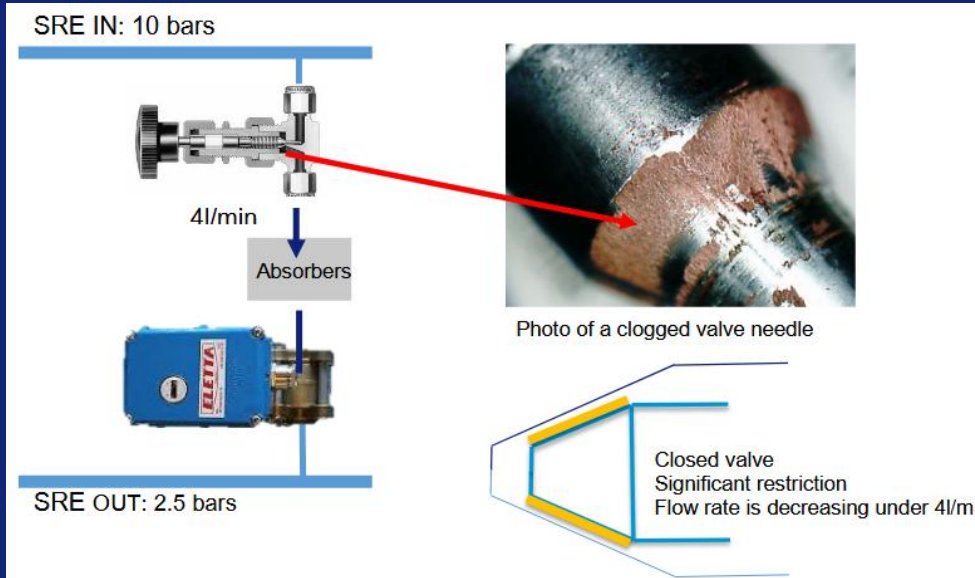 SRE IN: 10 bars
4l/min
Absorbers
ELETTA
SRE OUT: 2.5 bars
Photo of a clogged valve needle
Closed valve
Significant restriction
Flow rate is decreasing under 4l/m